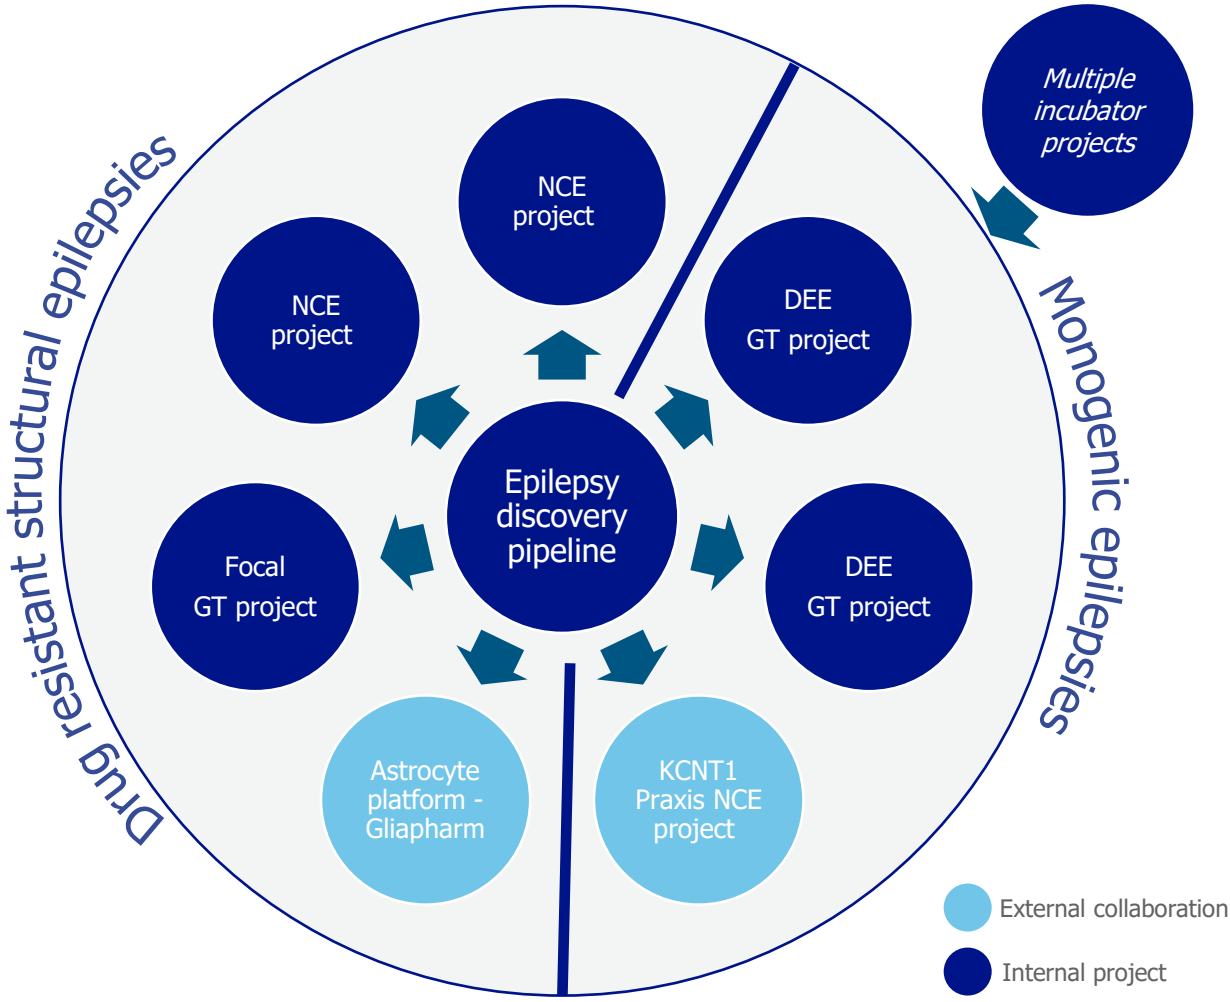 Multiple
incubator
projects
NCE
project
NCE
project
DEE
GT project
Epilepsy
discovery
pipeline
Focal
GT project
DEE
GT project
Astrocyte
platform -
Gliapharm
KCNT1
Praxis NCE
project
Drug resistant structural epilepsies
Monogenic epilepsies
External collaboration
Internal project